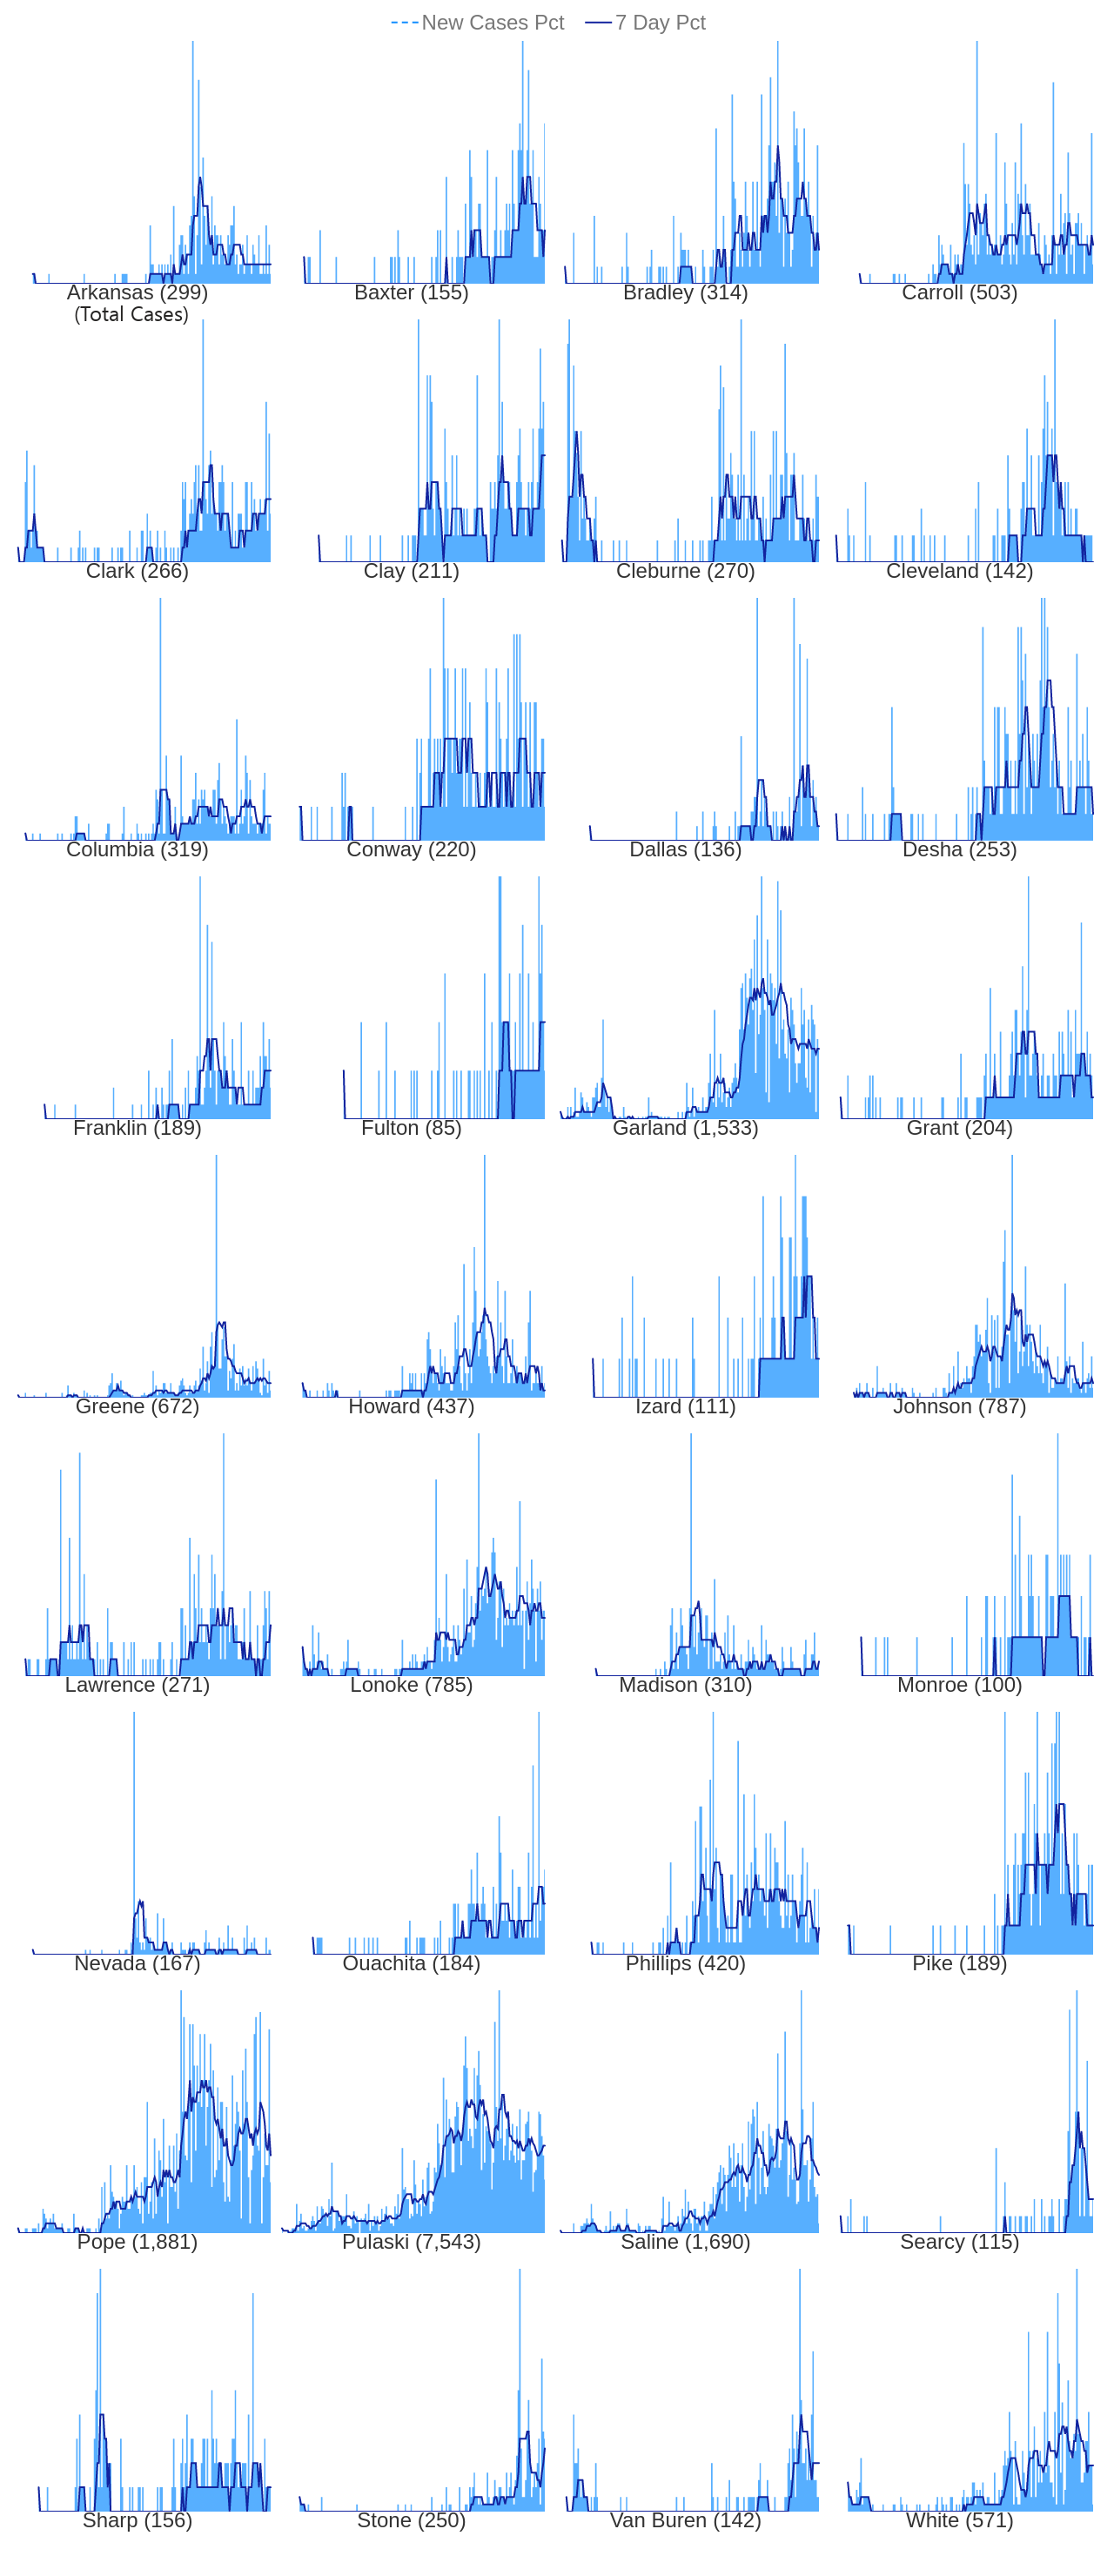 New Cases Pct 7 Day Pct
Arkansas (299) Baxter (155) Bradley (314) Carroll (503)
(Total Cases)
Clark (266) Clay (211) Cleburne (270) Cleveland (142)
Columbia (319) Conway (220) Dallas (136) Desha (253)
Franklin (189) Fulton (85) Garland (1,533) Grant (204)
Greene (672) Howard (437) Izard (111) Johnson (787)
Lawrence (271) Lonoke (785) Madison (310) Monroe (100)
Nevada (167) Ouachita (184) Phillips (420) Pike (189)
Pope (1,881) Pulaski (7,543) Saline (1,690) Searcy (115)
Sharp (156) Stone (250) Van Buren (142) White (571)